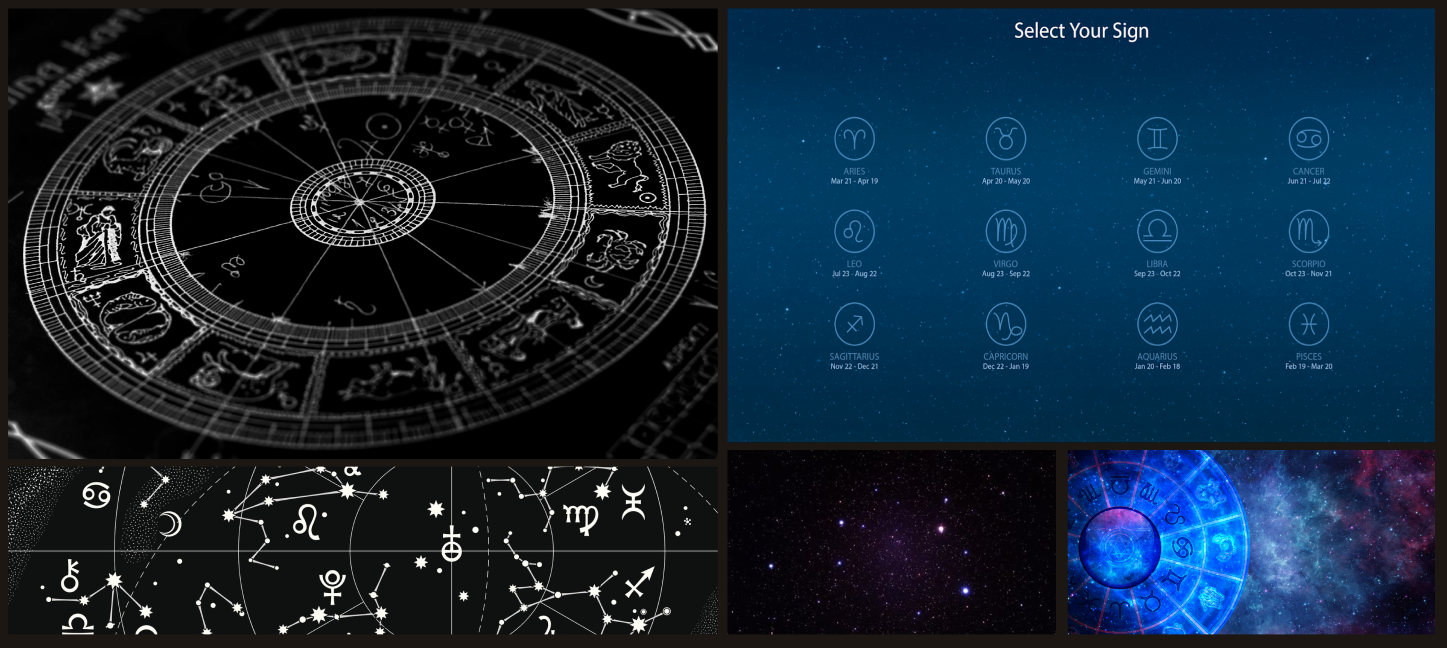 Select Your Sign
ARIES
Mar 21 - Apr 19
TAURUS
Apr 20 - May 20
GEMINI
May 21 - Jun 20
CANCER
Jun 21 - Jul 22
LEO
Jul 23 - Aug 22
VIRGO
Aug 23 - Sep 22
LIBRA
Sep 23 - Oct 22
SCORPIO
Oct 23 - Nov 21
SAGITTARIUS
Nov 22 - Dec 21
CAPRICORN
Dec 22 - Jan 19
AQUARIUS
Jan 20 - Feb 18
PISCES
Feb 19 - Mar 20